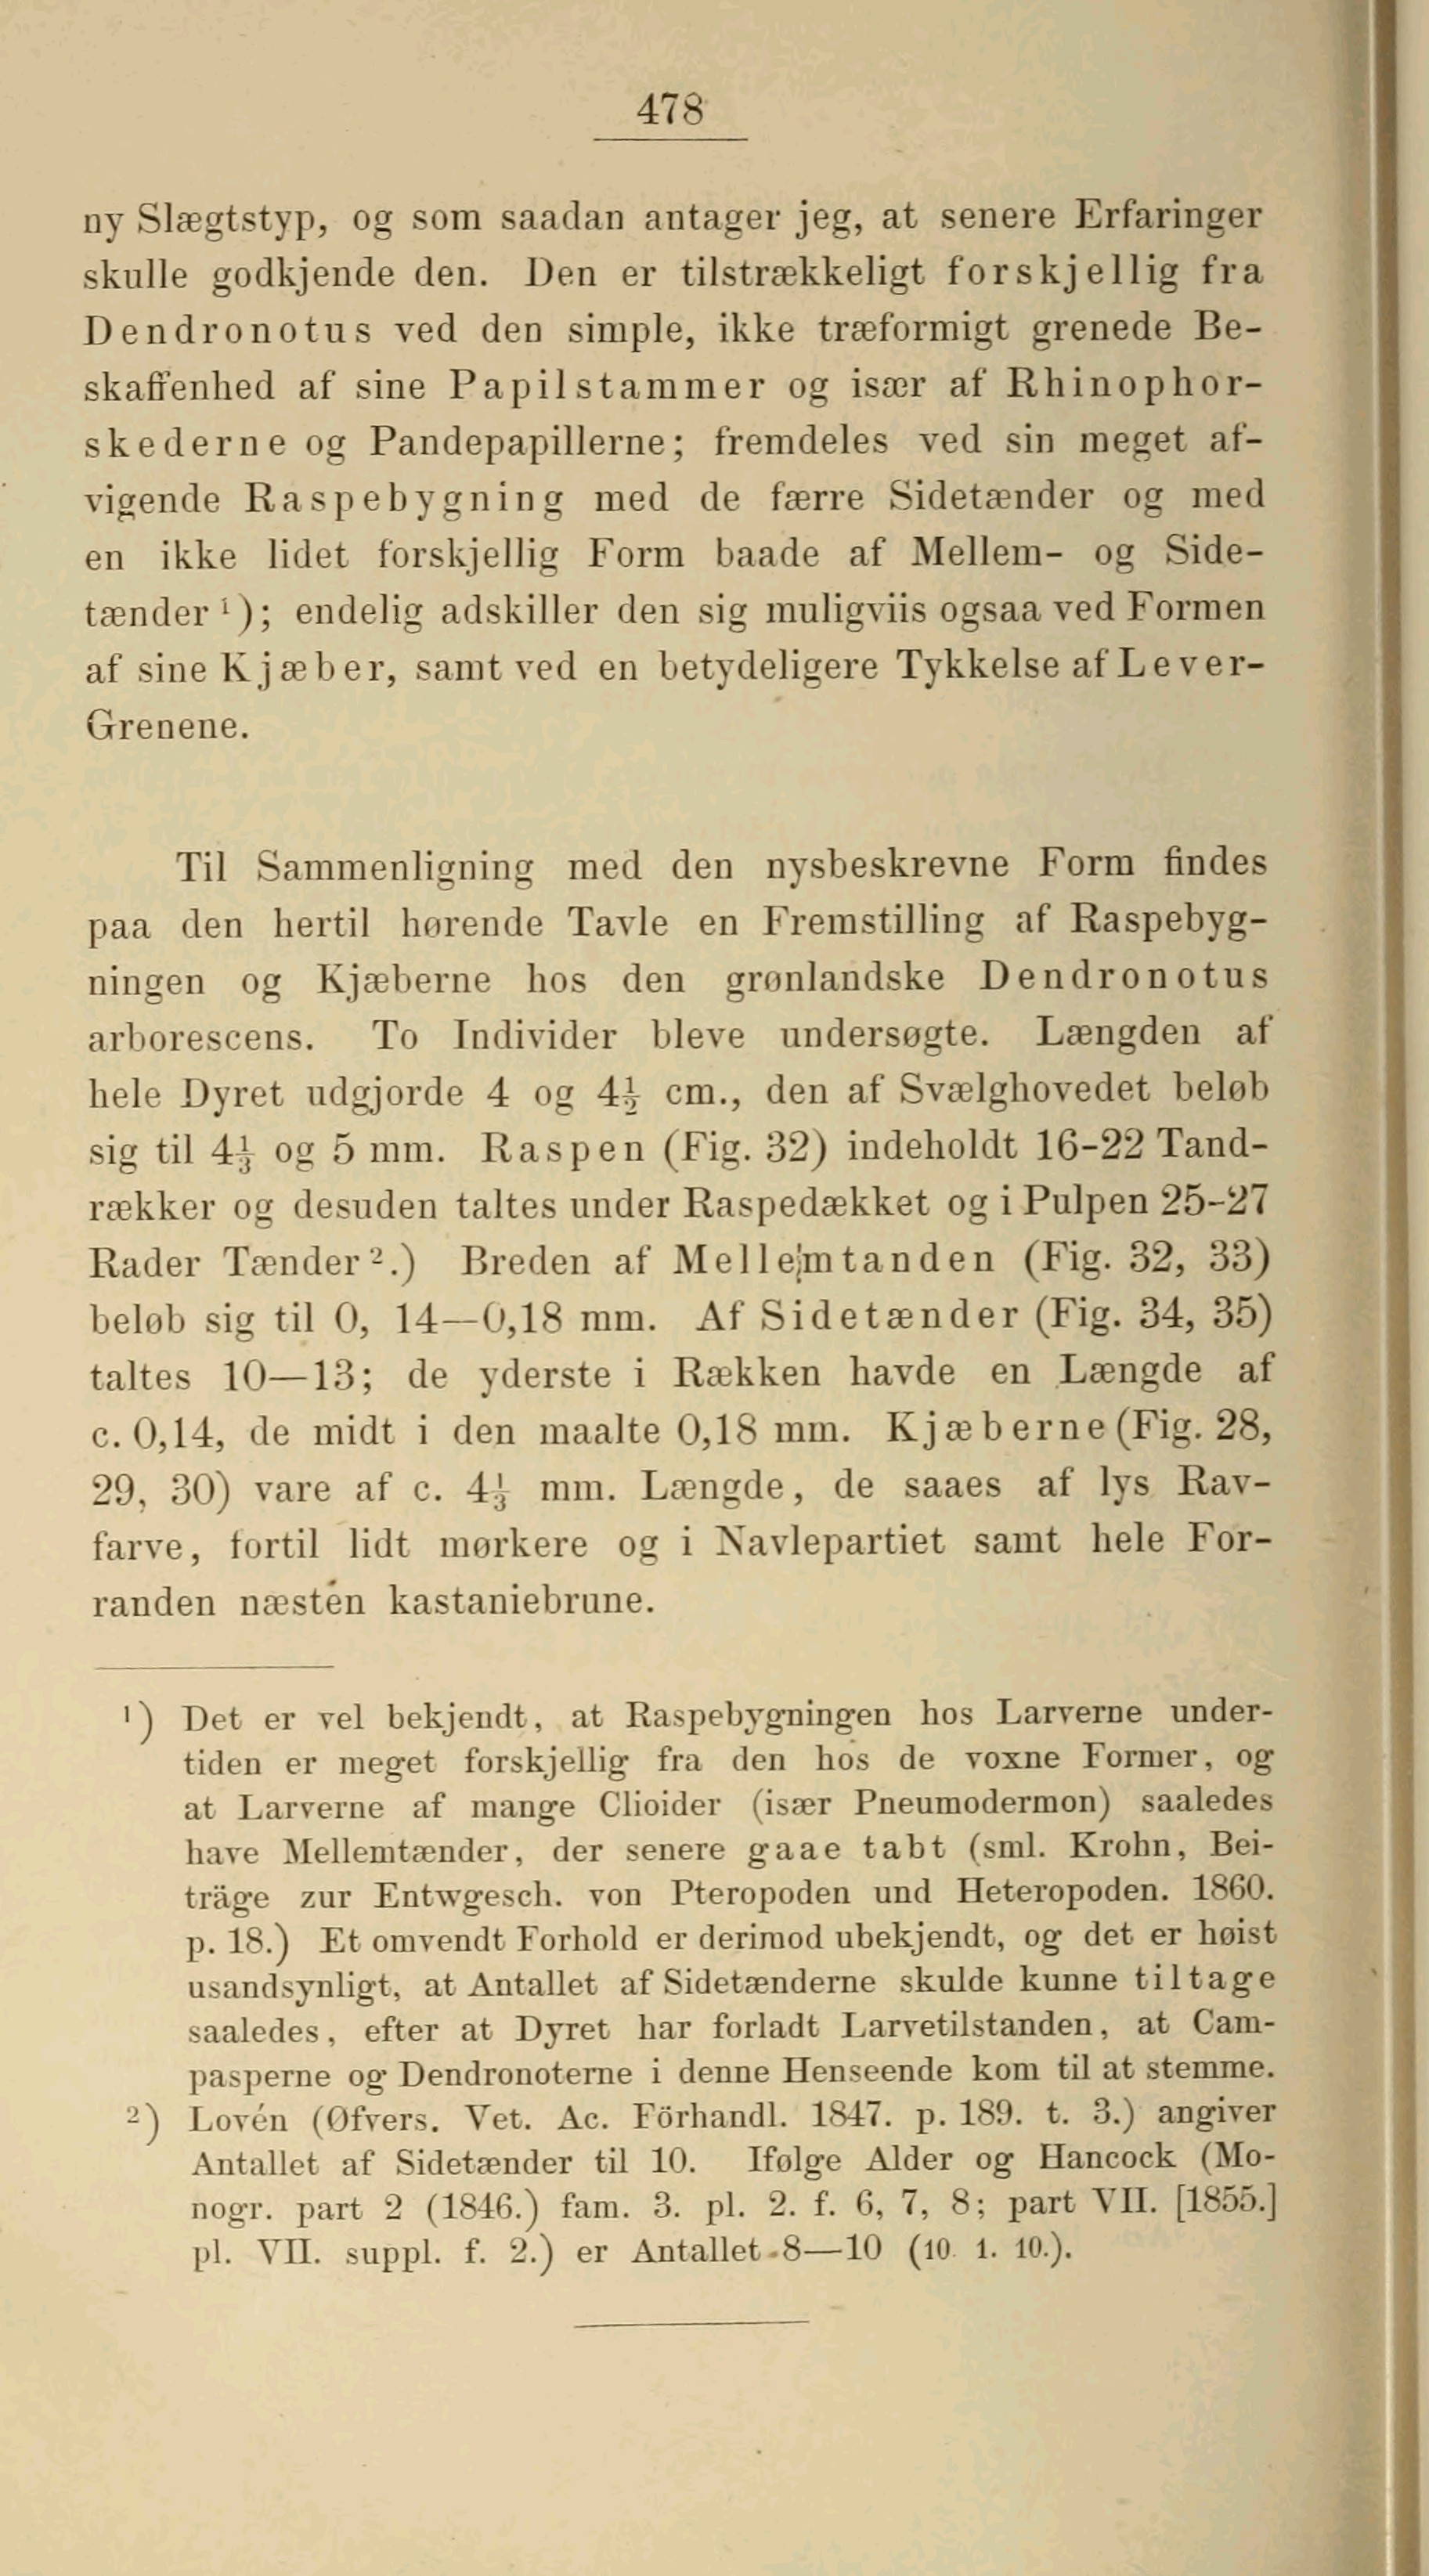 478
ny Slægtstyp, og som saadan antager jeg, at senere Erfaringer
skulle godkjende den. Den er tilstrækkeligt forskjellig fra
Dendronotus ved den simple, ikke træformigt grenede Be-
skaffenhed af sine Papilstammer og især af Rhinophor-
skederne og Pandepapillerne; fremdeles ved sin meget af-
vigende Raspebygning med de færre Sidetænder og med
en ikke lidet forskjellig Form baade af Mellem- og Side-
tænder ¹); endelig adskiller den sig muligviis ogsaa ved Formen
af sine Kjæber, samt ved en betydeligere Tykkelse af Lever-
Grenene.
Til Sammenligning med den nysbeskrevne Form findes
paa den hertil hørende Tavle en Fremstilling af Raspebyg-
ningen og Kjæberne hos den grønlandske Dendronotus
arborescens. To Individer bleve undersøgte. Længden af
hele Dyret udgjorde 4 og 4½ cm., den af Svælghovedet beløb
sig til 4⅓ og 5 mm. Raspen (Fig. 32) indeholdt 16-22 Tand-
rækker og desuden taltes under Raspedækket og i Pulpen 25-27
Rader Tænder ².) Breden af Mellemtanden (Fig. 32, 33)
beløb sig til 0, 14—0,18 mm. Af Sidetænder (Fig. 34, 35)
taltes 10—13; de yderste i Rækken havde en Længde af
c. 0,14, de midt i den maalte 0,18 mm. Kjæberne (Fig. 28,
29, 30) vare af c. 4⅓ mm. Længde, de saaes af lys Rav-
farve, fortil lidt mørkere og i Navlepartiet samt hele For-
randen næsten kastaniebrune.
¹) Det er vel bekjendt, at Raspebygningen hos Larverne under-
tiden er meget forskjellig fra den hos de voxne Former, og
at Larverne af mange Clioider (især Pneumodermon) saaledes
have Mellemtænder, der senere gaae tabt (sml. Krohn, Bei-
träge zur Entwgesch. von Pteropoden und Heteropoden. 1860.
p. 18.) Et omvendt Forhold er derimod ubekjendt, og det er høist
usandsynligt, at Antallet af Sidetænderne skulde kunne tiltage
saaledes, efter at Dyret har forladt Larvetilstanden, at Cam-
pasperne og Dendronoterne i denne Henseende kom til at stemme.
²) Lovén (Øfvers. Vet. Ac. Förhandl. 1847. p. 189. t. 3.) angiver
Antallet af Sidetænder til 10. Ifølge Alder og Hancock (Mo-
nogr. part 2 (1846.) fam. 3. pl. 2. f. 6, 7, 8; part VII. [1855.]
pl. VII. suppl. f. 2.) er Antallet 8—10 (10. 1. 10.).